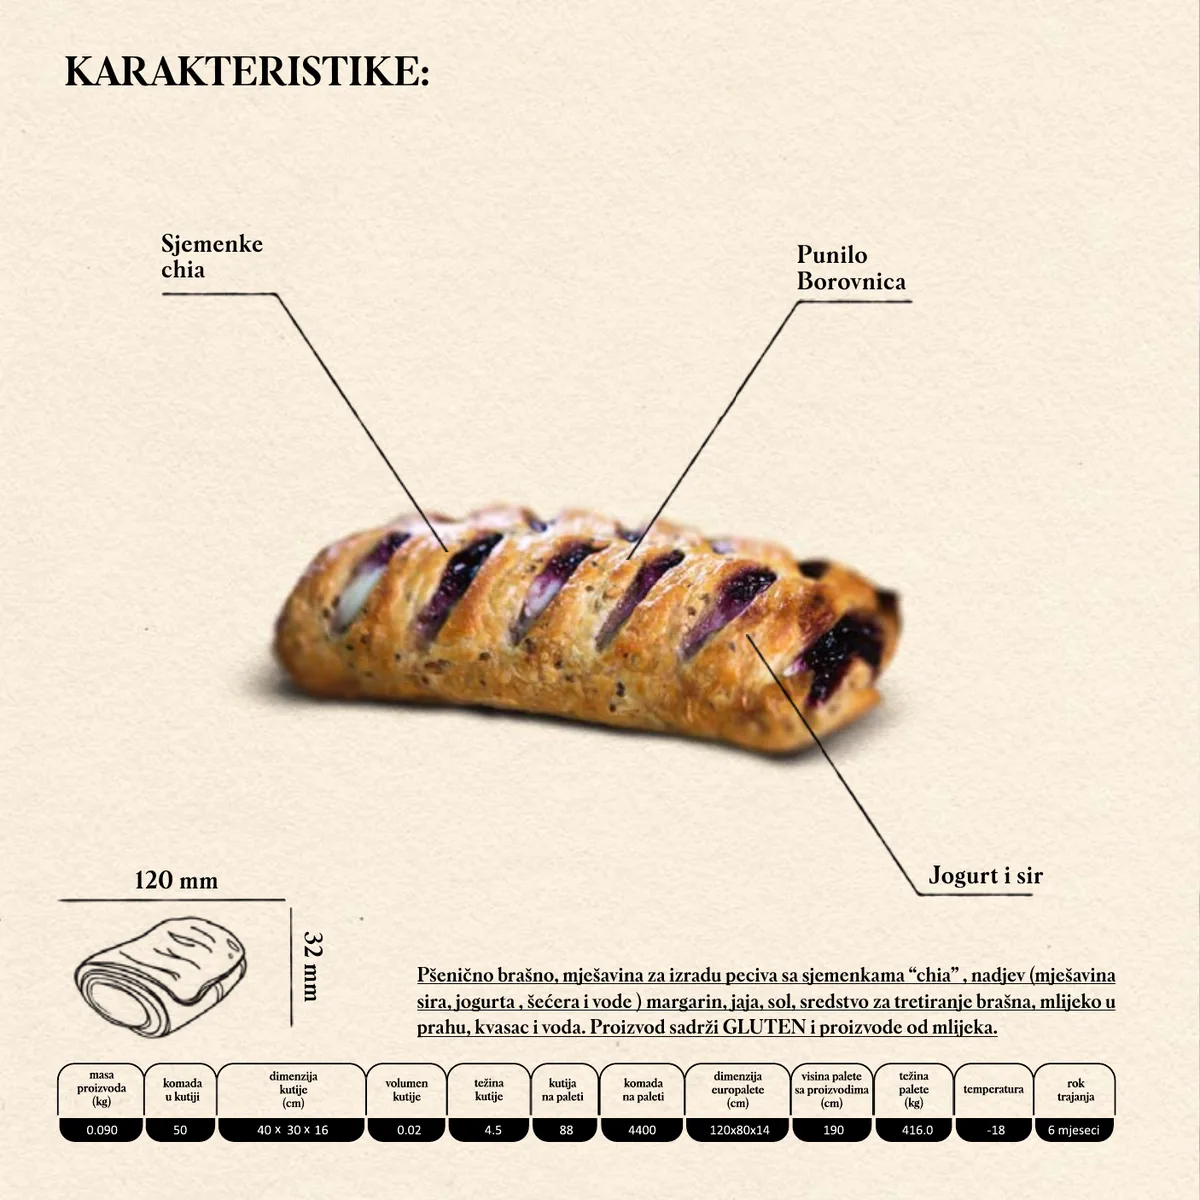 KARAKTERISTIKE:
Sjemenke
chia
Punilo
Borovnica
Jogurt i sir
120 mm
32 mm
Pšenično brašno, mješavina za izradu peciva sa sjemenkama “chia” , nadjev (mješavina
sira, jogurta , šećera i vode ) margarin, jaja, sol, sredstvo za tretiranje brašna, mlijeko u
prahu, kvasac i voda. Proizvod sadrži GLUTEN i proizvode od mlijeka.
masa
proizvoda
(kg)
0.090
komada
u kutiji
50
dimenzija
kutije
(cm)
40 x 30 x 16
volumen
kutije
0.02
težina
kutije
4.5
kutija
na paleti
88
komada
na paleti
4400
dimenzija
europalete
(cm)
120x80x14
visina palete
sa proizvodima
(cm)
190
težina
palete
(kg)
416.0
temperatura
-18
rok
trajanja
6 mjeseci